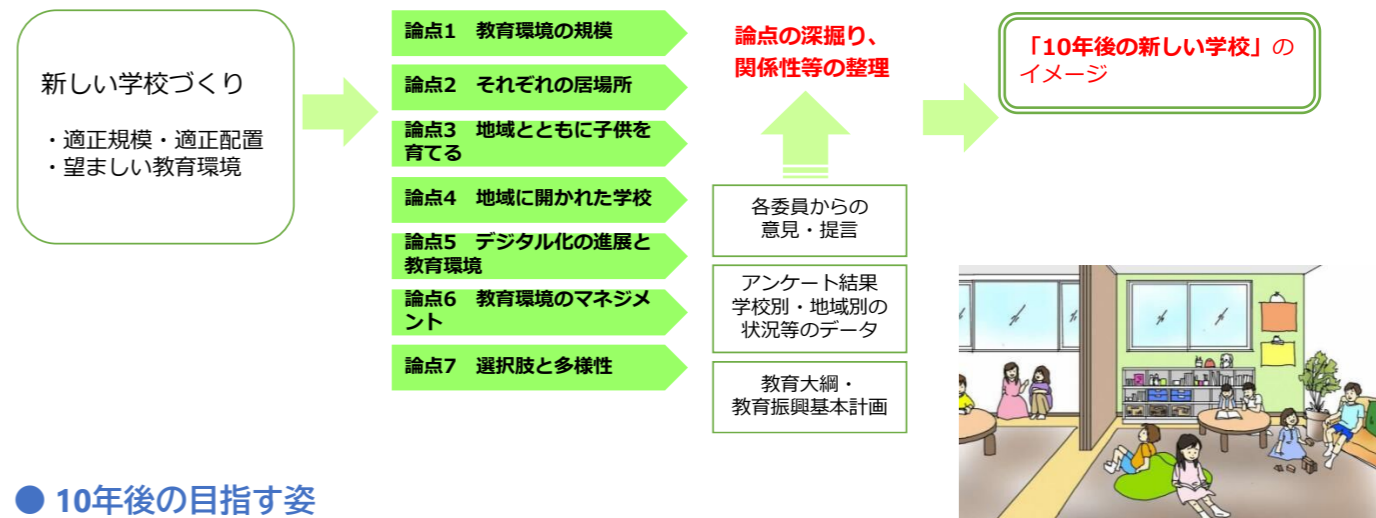 新しい学校づくり
・適正規模・適正配置
・望ましい教育環境
論点1 教育環境の規模
論点2 それぞれの居場所
論点3 地域とともに子供を
育てる
論点4 地域に開かれた学校
論点5 デジタル化の進展と
教育環境
論点6 教育環境のマネジメ
ント
論点7 選択肢と多様性
論点の深掘り、
関係性等の整理
各委員からの
意見・提言
アンケート結果
学校別・地域別の
状況等のデータ
教育大綱・
教育振興基本計画
「10年後の新しい学校」の
イメージ
● 10年後の目指す姿